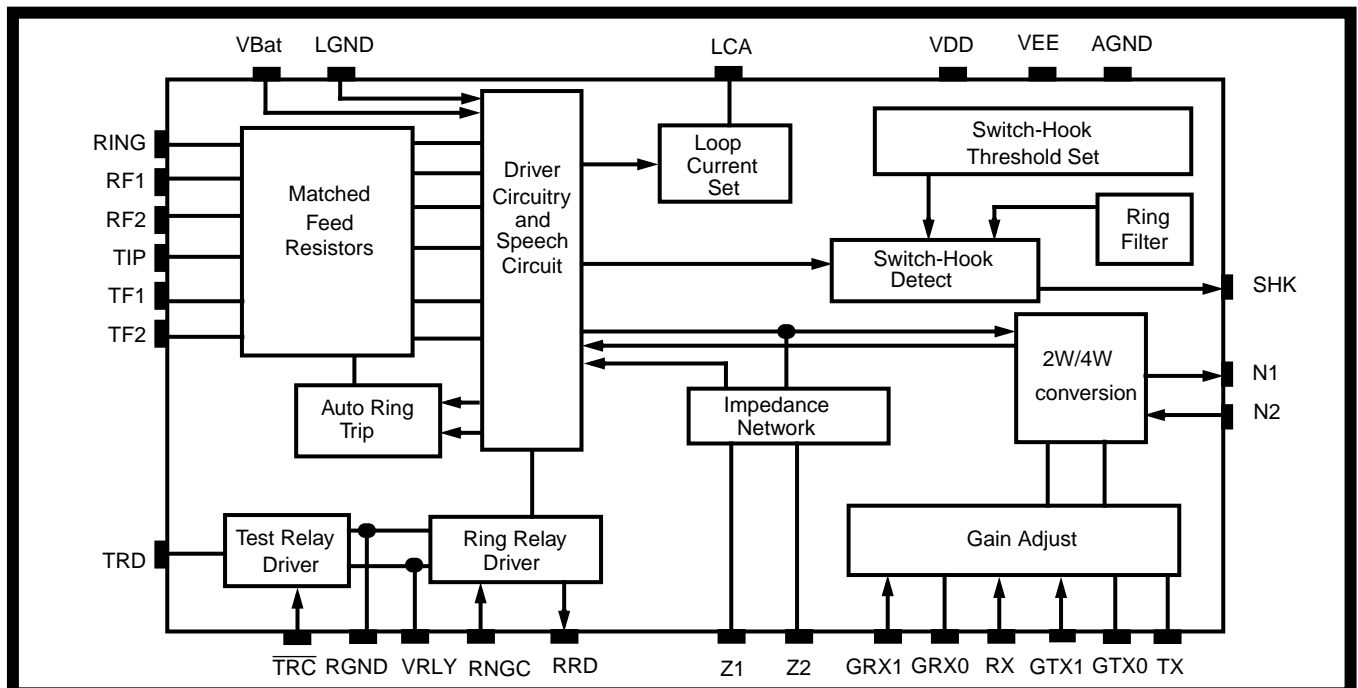 VBat LGND LCA VDD VEE AGND
RING
RF1
RF2
TIP
TF1
TF2
TRD
Matched
Feed
Resistors
Driver
Circuitry
and
Speech
Circuit
Loop
Current
Set
Switch-Hook
Threshold Set
Ring
Filter
Switch-Hook
Detect
SHK
2W/4W
conversion
N1
N2
Auto Ring
Trip
Impedance
Network
Test Relay
Driver
Ring Relay
Driver
Gain Adjust
TRC RGND VRLY RNGC RRD Z1 Z2 GRX1 GRX0 RX GTX1 GTX0 TX